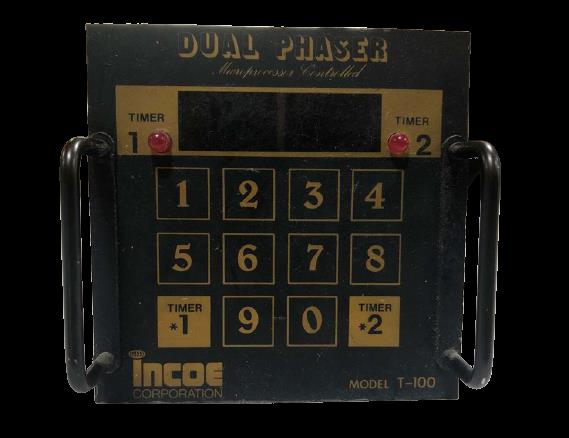 DUAL PHASER
Microprocessor Controlled
TIMER 1
TIMER 2
1 2 3 4
5 6 7 8
TIMER *1 9 0 TIMER *2
incoe
CORPORATION
MODEL T-100